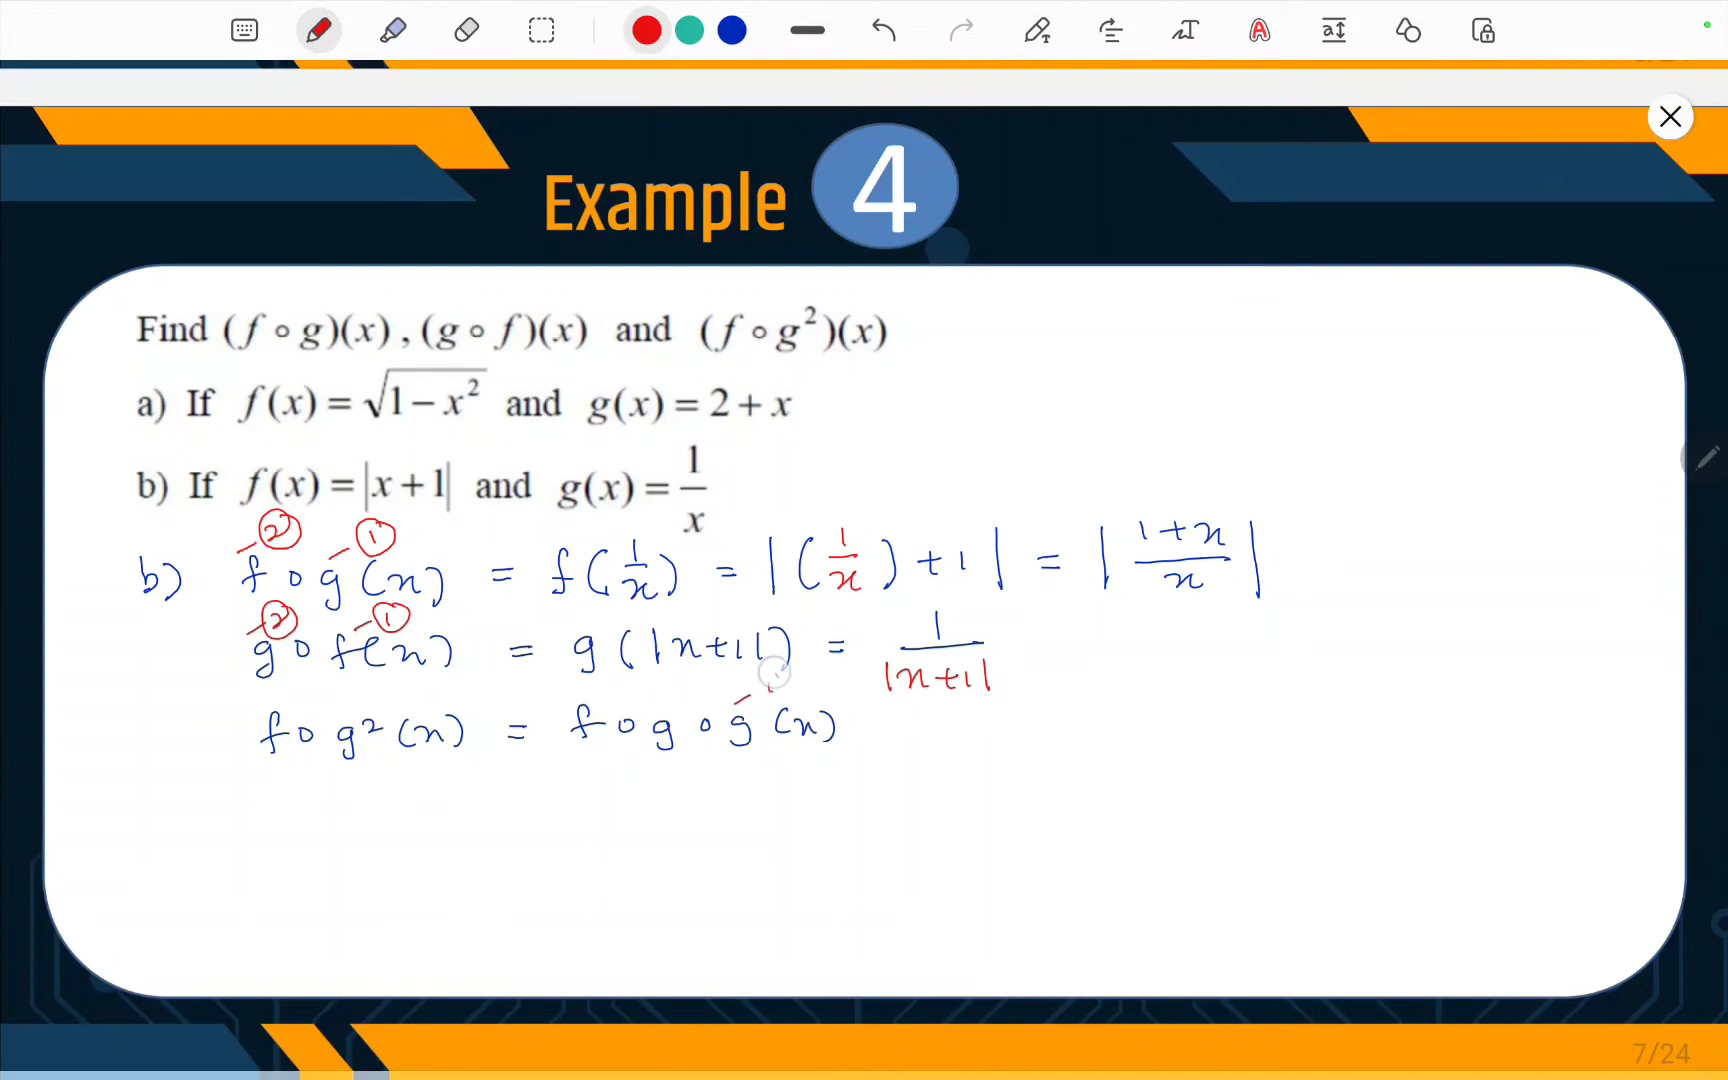 Example 4
Find (f ∘ g)(x) , (g ∘ f)(x) and (f ∘ g²)(x)
a) If f(x) = √(1 − x²) and g(x) = 2 + x
b) If f(x) = |x + 1| and g(x) = 1/x
② ①
b) f o g (x) = f(1/x) = |(1/x) + 1| = |(1+x)/x|
② ①
g o f(x) = g (|x+1|) = 1/|x+1|
f o g² (x) = f o g o g (x)
7/24